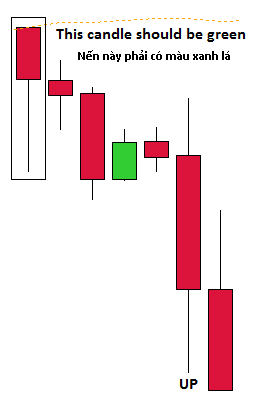 This candle should be green
Nến này phải có màu xanh lá
UP